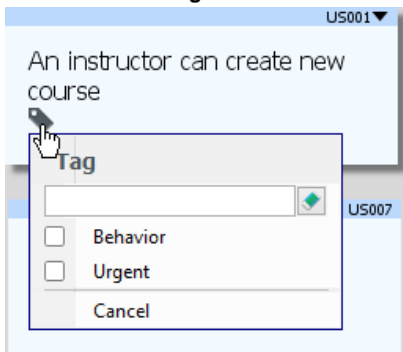 US001▼
An instructor can create new
course
Tag
US007
Behavior
Urgent
Cancel